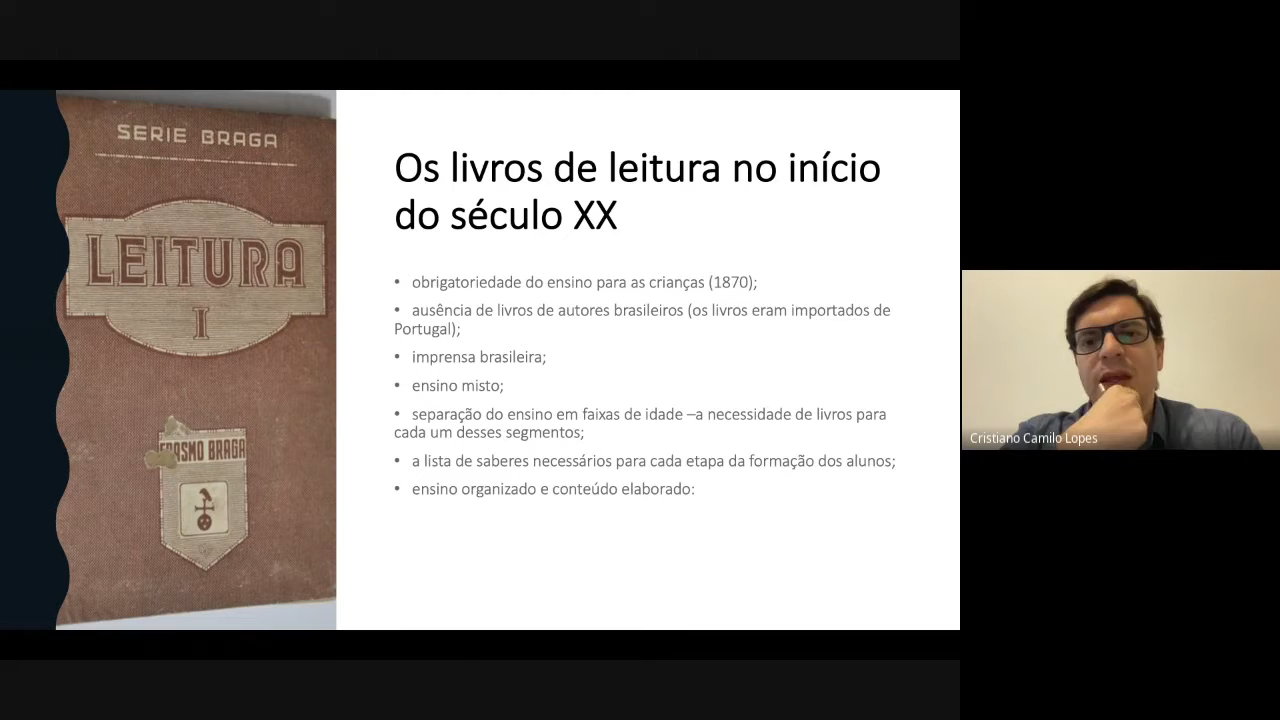 SERIE BRAGA
LEITURA
I
ERASMO BRAGA
Os livros de leitura no início
do século XX
• obrigatoriedade do ensino para as crianças (1870);
• ausência de livros de autores brasileiros (os livros eram importados de
Portugal);
• imprensa brasileira;
• ensino misto;
• separação do ensino em faixas de idade –a necessidade de livros para
cada um desses segmentos;
• a lista de saberes necessários para cada etapa da formação dos alunos;
• ensino organizado e conteúdo elaborado:
Cristiano Camilo Lopes